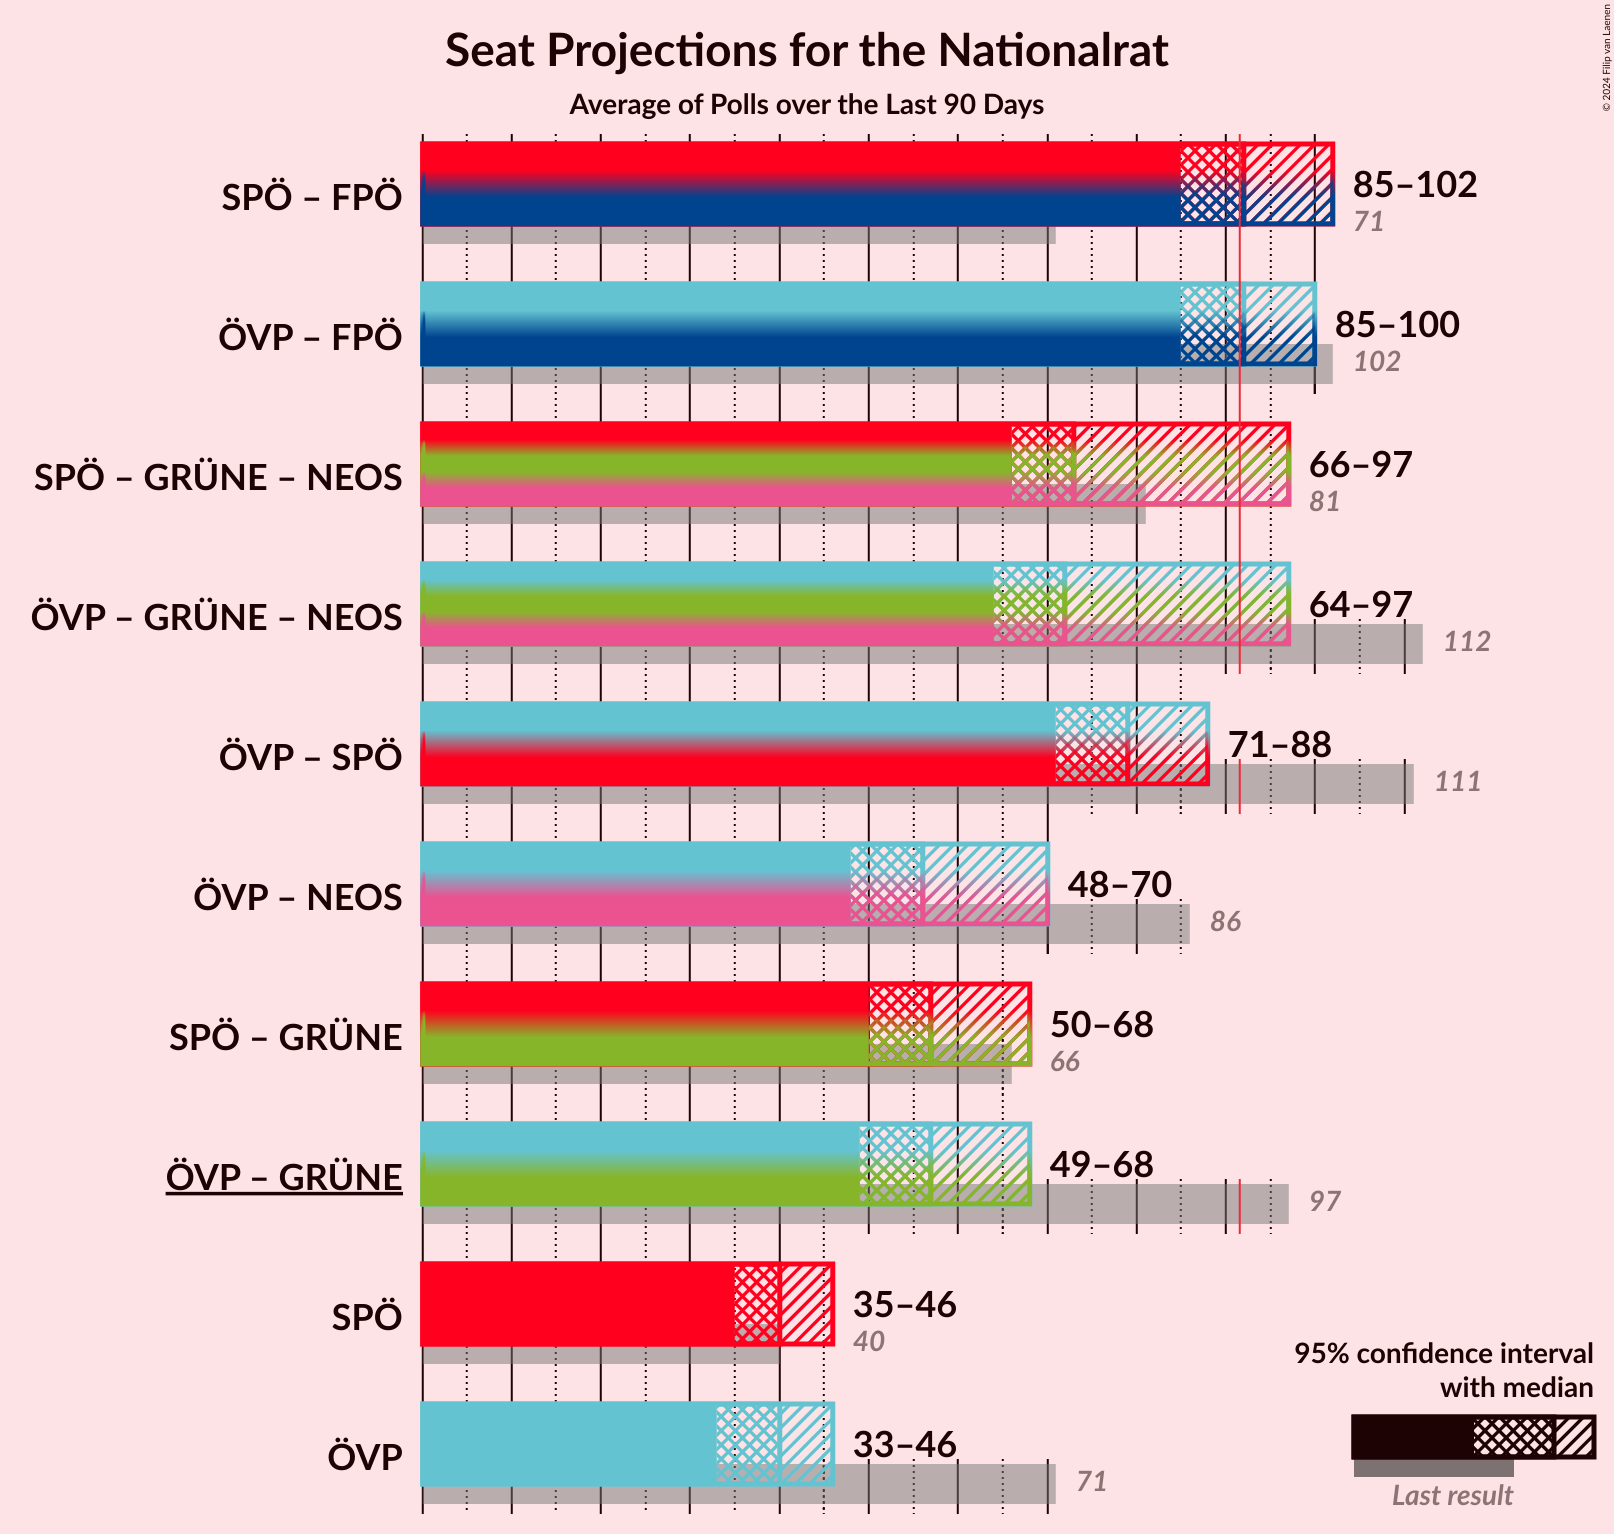 Seat Projections for the Nationalrat
Average of Polls over the Last 90 Days
© 2024 Filip van Laenen
SPÖ – FPÖ
85–102
71
ÖVP – FPÖ
85–100
102
SPÖ – GRÜNE – NEOS
66–97
81
ÖVP – GRÜNE – NEOS
64–97
112
ÖVP – SPÖ
71–88
111
ÖVP – NEOS
48–70
86
SPÖ – GRÜNE
50–68
66
ÖVP – GRÜNE
49–68
97
SPÖ
35–46
40
ÖVP
33–46
71
95% confidence interval
with median
Last result